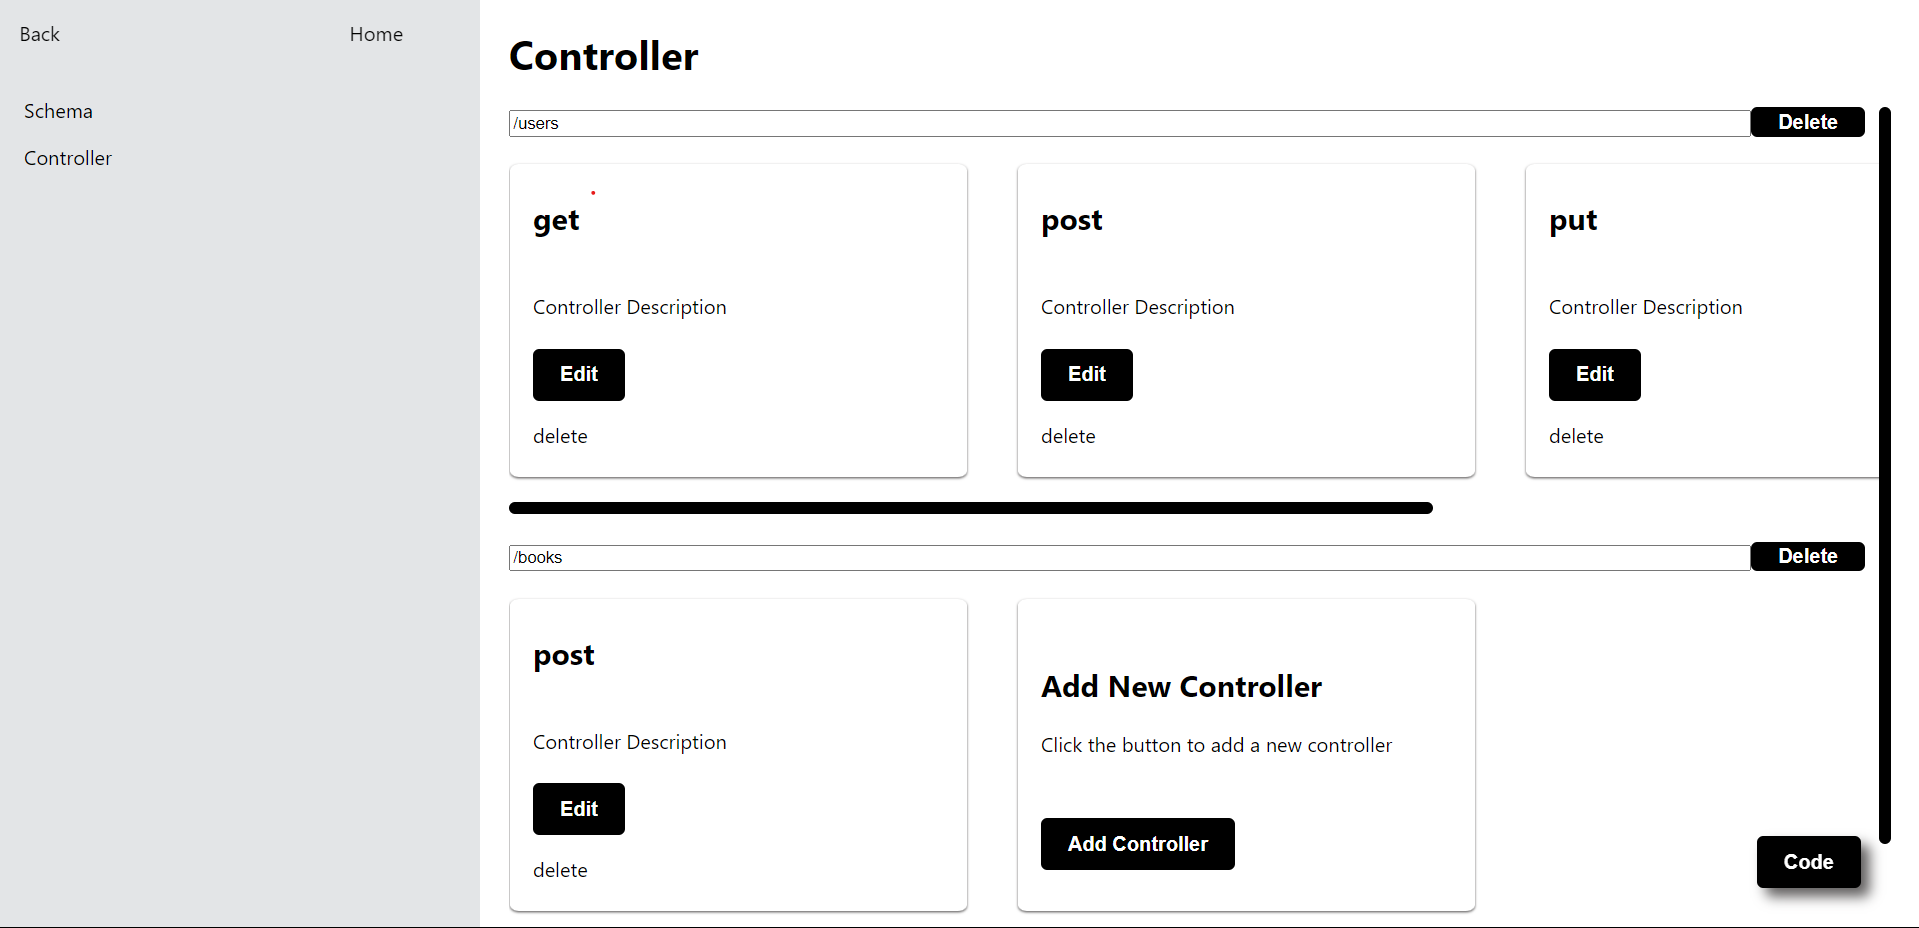 Back
Home
Schema
Controller
Controller
/users
Delete
get
Controller Description
Edit
delete
post
Controller Description
Edit
delete
put
Controller Description
Edit
delete
/books
Delete
post
Controller Description
Edit
delete
Add New Controller
Click the button to add a new controller
Add Controller
Code